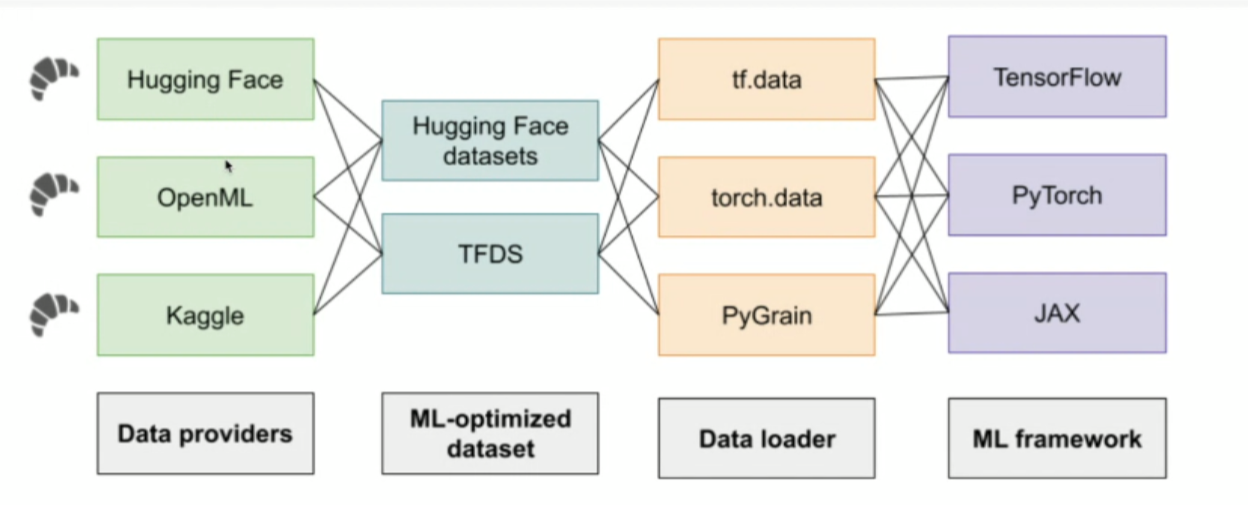 Hugging Face
OpenML
Kaggle
Data providers
Hugging Face
datasets
TFDS
ML-optimized
dataset
tf.data
torch.data
PyGrain
Data loader
TensorFlow
PyTorch
JAX
ML framework